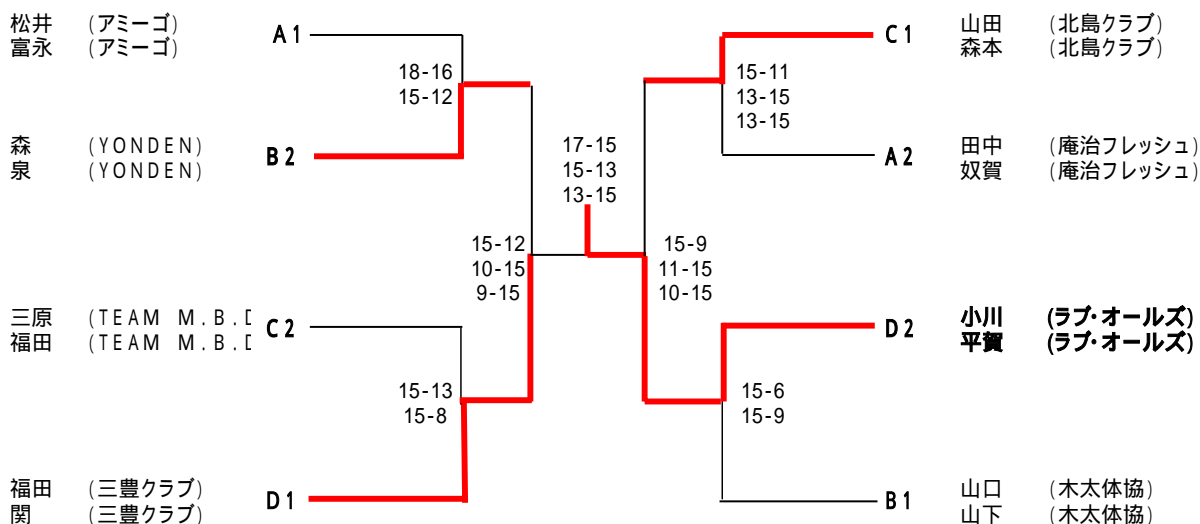 松井 (アミーゴ)
富永 (アミーゴ)
A1
18-16
15-12
森 (YONDEN)
泉 (YONDEN)
B2
15-12
10-15
9-15
三原 (TEAM M.B.D
福田 (TEAM M.B.D
C2
15-13
15-8
福田 (三豊クラブ)
関 (三豊クラブ)
D1
17-15
15-13
13-15
C1
山田 (北島クラブ)
森本 (北島クラブ)
15-11
13-15
13-15
A2
田中 (庵治フレッシュ)
奴賀 (庵治フレッシュ)
15-9
11-15
10-15
D2
小川 (ラブ・オールズ)
平賀 (ラブ・オールズ)
15-6
15-9
B1
山口 (木太体協)
山下 (木太体協)